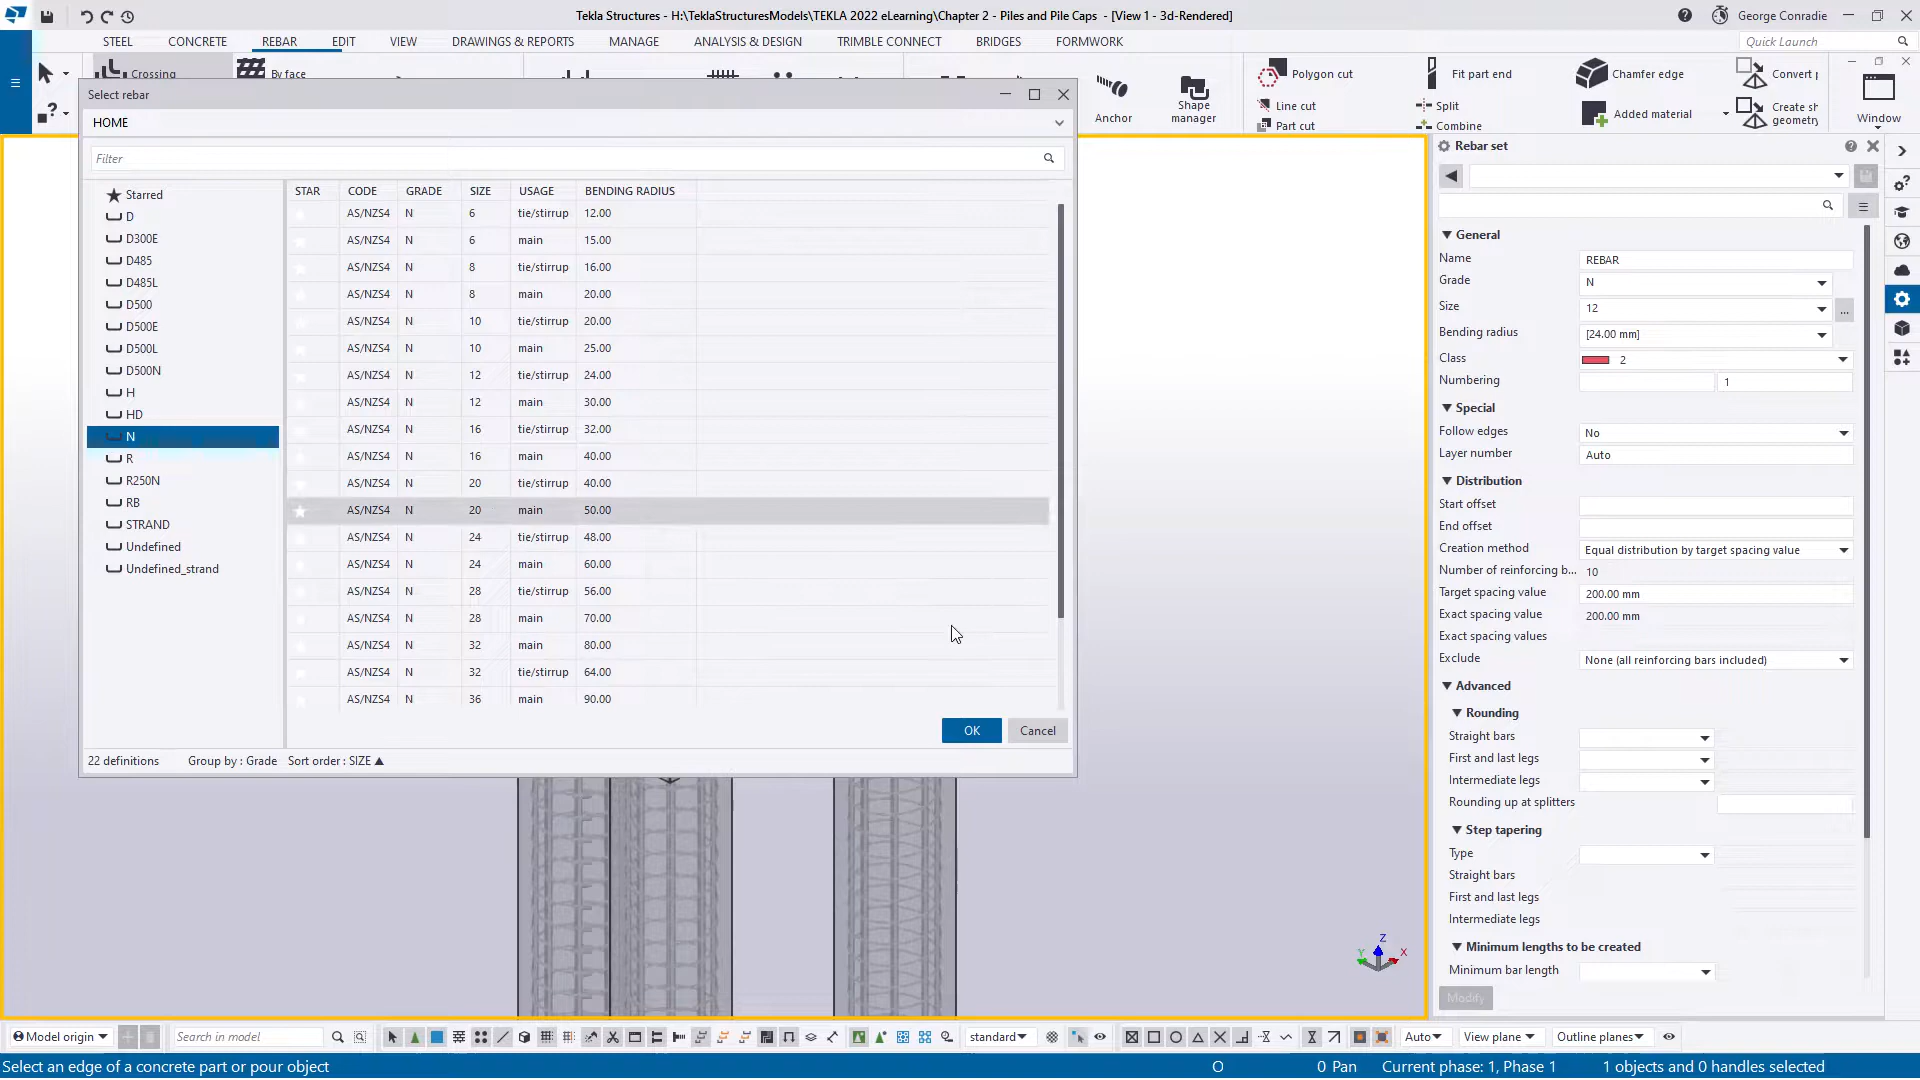 Tekla Structures - H:\TeklaStructuresModels\TEKLA 2022 eLearning\Chapter 2 - Piles and Pile Caps - [View 1 - 3d-Rendered]
George Conradie
STEEL CONCRETE REBAR EDIT VIEW DRAWINGS & REPORTS MANAGE ANALYSIS & DESIGN TRIMBLE CONNECT BRIDGES FORMWORK
Quick Launch
Crossing
By face
Anchor
Shape manager
Polygon cut
Line cut
Part cut
Fit part end
Split
Combine
Chamfer edge
Added material
Convert
Create sh
geometry
Window
Select rebar
HOME
Filter
Starred
D
D300E
D485
D485L
D500
D500E
D500L
D500N
H
HD
N
R
R250N
RB
STRAND
Undefined
Undefined_strand
STAR CODE GRADE SIZE USAGE BENDING RADIUS
AS/NZS4 N 6 tie/stirrup 12.00
AS/NZS4 N 6 main 15.00
AS/NZS4 N 8 tie/stirrup 16.00
AS/NZS4 N 8 main 20.00
AS/NZS4 N 10 tie/stirrup 20.00
AS/NZS4 N 10 main 25.00
AS/NZS4 N 12 tie/stirrup 24.00
AS/NZS4 N 12 main 30.00
AS/NZS4 N 16 tie/stirrup 32.00
AS/NZS4 N 16 main 40.00
AS/NZS4 N 20 tie/stirrup 40.00
AS/NZS4 N 20 main 50.00
AS/NZS4 N 24 tie/stirrup 48.00
AS/NZS4 N 24 main 60.00
AS/NZS4 N 28 tie/stirrup 56.00
AS/NZS4 N 28 main 70.00
AS/NZS4 N 32 main 80.00
AS/NZS4 N 32 tie/stirrup 64.00
AS/NZS4 N 36 main 90.00
OK Cancel
22 definitions Group by : Grade Sort order : SIZE ▲
Rebar set
General
Name REBAR
Grade N
Size 12 ...
Bending radius [24.00 mm]
Class 2
Numbering 1
Special
Follow edges No
Layer number Auto
Distribution
Start offset
End offset
Creation method Equal distribution by target spacing value
Number of reinforcing b... 10
Target spacing value 200.00 mm
Exact spacing value 200.00 mm
Exact spacing values
Exclude None (all reinforcing bars included)
Advanced
Rounding
Straight bars
First and last legs
Intermediate legs
Rounding up at splitters
Step tapering
Type
Straight bars
First and last legs
Intermediate legs
Minimum lengths to be created
Minimum bar length
Modify
Z
Y X
Model origin Search in model standard Auto View plane Outline planes
Select an edge of a concrete part or pour object O 0 Pan Current phase: 1, Phase 1 1 objects and 0 handles selected